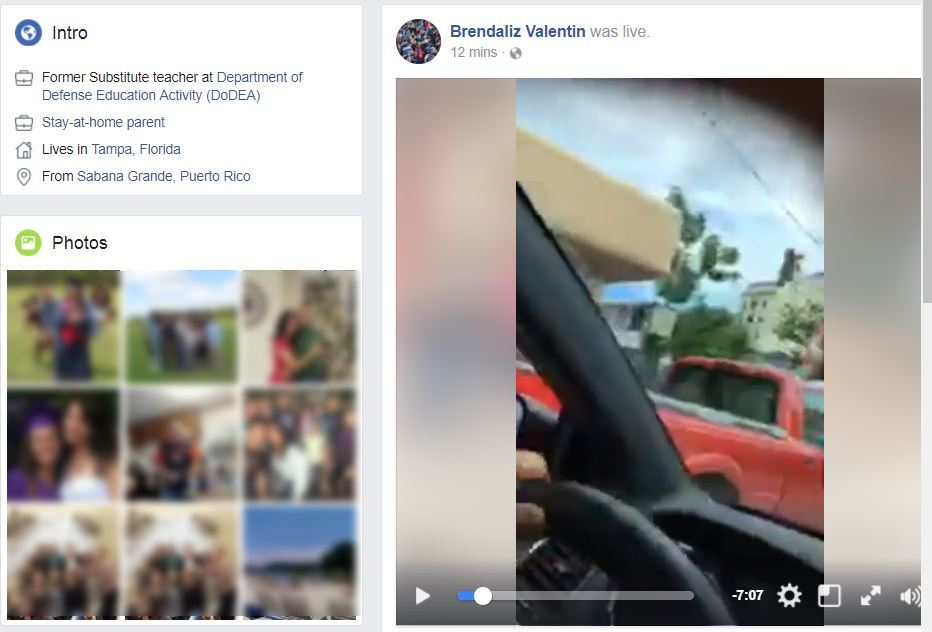 Intro
Former Substitute teacher at Department of
Defense Education Activity (DoDEA)
Stay-at-home parent
Lives in Tampa, Florida
From Sabana Grande, Puerto Rico
Photos
Brendaliz Valentin was live.
12 mins ·
-7:07